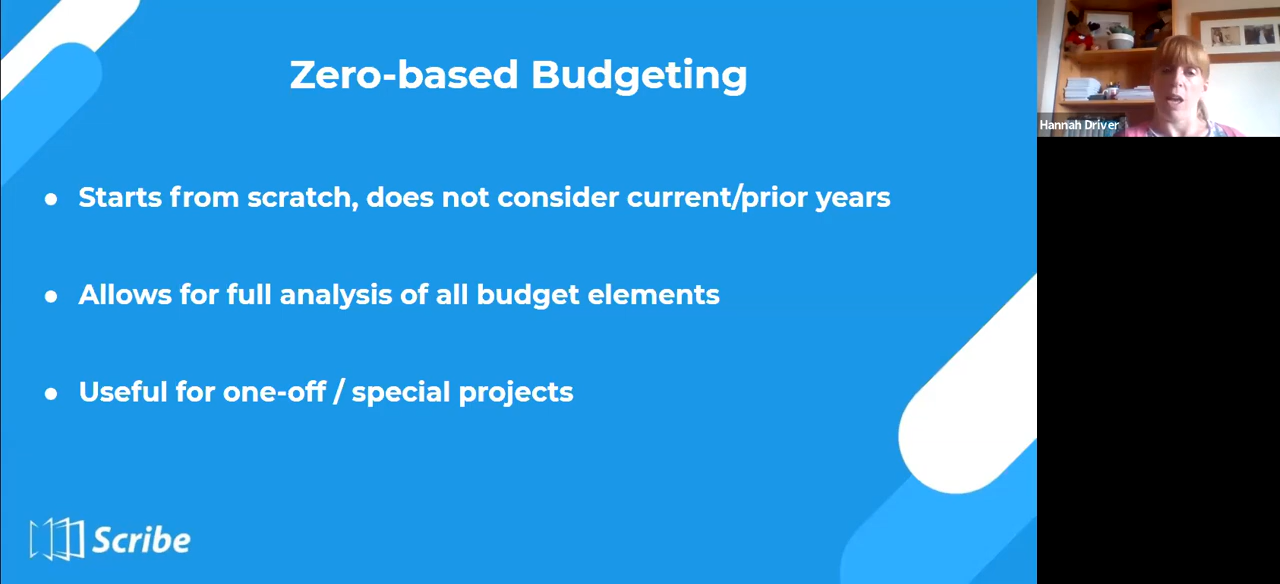 Zero-based Budgeting
● Starts from scratch, does not consider current/prior years
● Allows for full analysis of all budget elements
● Useful for one-off / special projects
Scribe
Hannah Driver